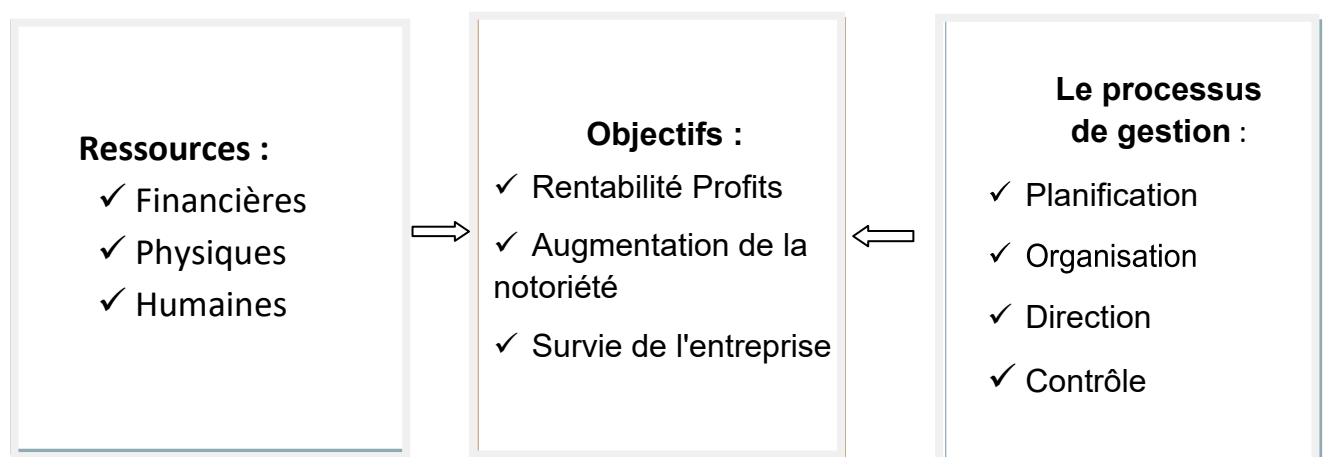 Ressources :
✓ Financières
✓ Physiques
✓ Humaines
Objectifs :
✓ Rentabilité Profits
✓ Augmentation de la
notoriété
✓ Survie de l'entreprise
Le processus
de gestion :
✓ Planification
✓ Organisation
✓ Direction
✓ Contrôle